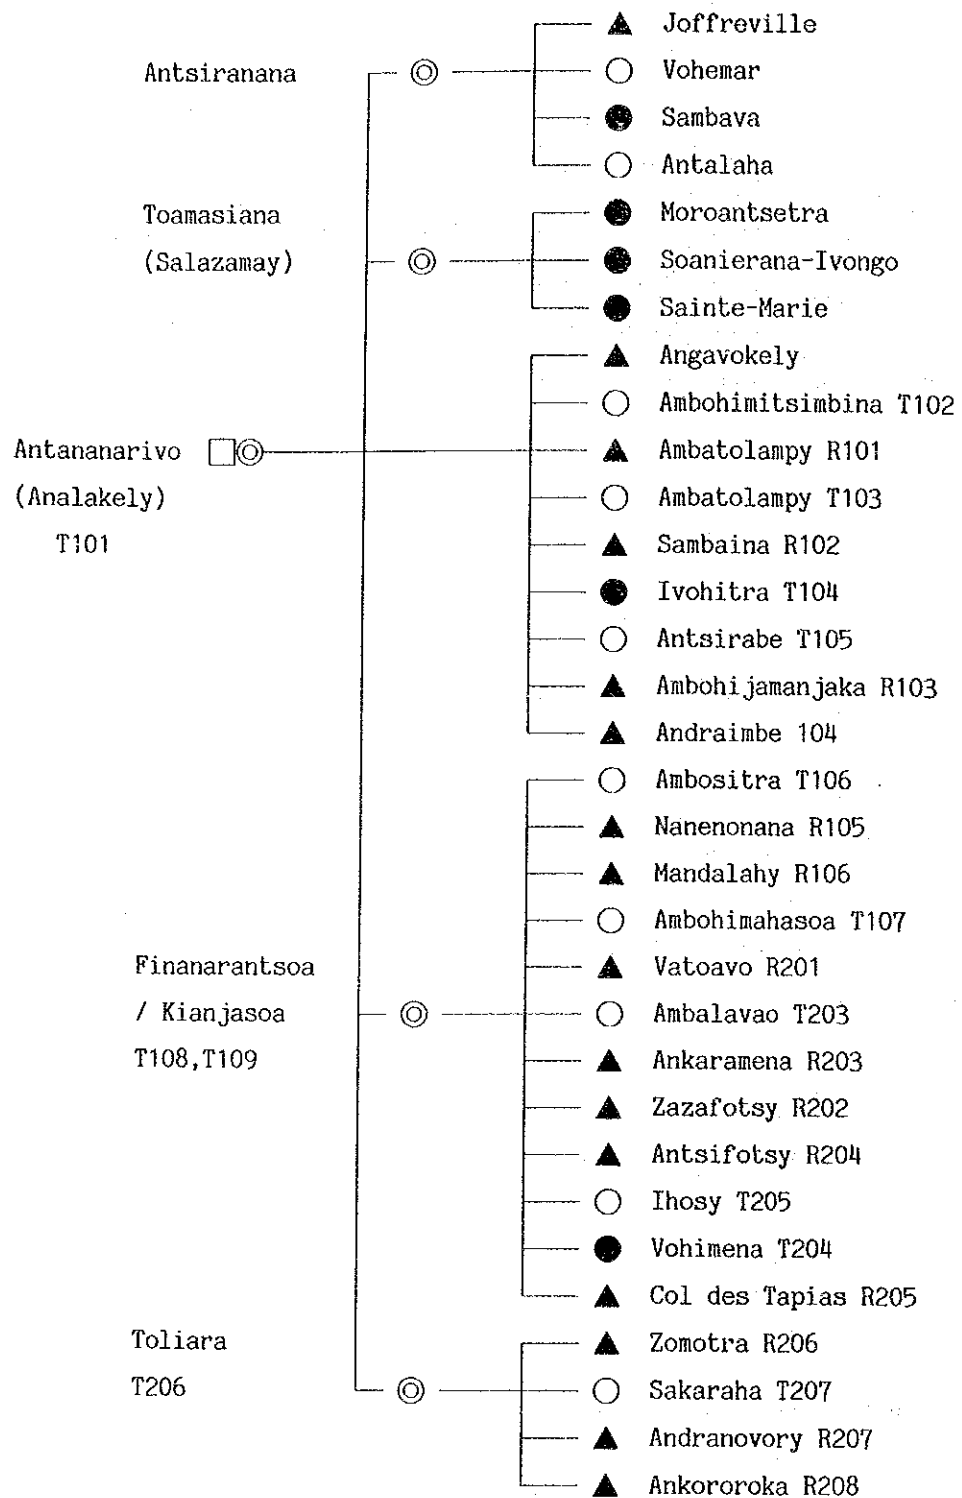 Joffreville
Antsiranana
Vohemar
Sambava
Antalaha
Toamasiana
(Salazamay)
Moroantsetra
Soanierana-Ivongo
Sainte-Marie
Angavokely
Ambohimitsimbina T102
Antananarivo
(Analakely)
T101
Ambatolampy R101
Ambatolampy T103
Sambaina R102
Ivohitra T104
Antsirabe T105
Ambohijamanjaka R103
Andraimbe 104
Ambositra T106
Nanenonana R105
Mandalahy R106
Ambohimahasoa T107
Finanarantsoa
/ Kianjasoa
T108,T109
Vatoavo R201
Ambalavao T203
Ankaramena R203
Zazafotsy R202
Antsifotsy R204
Ihosy T205
Vohimena T204
Col des Tapias R205
Toliara
T206
Zomotra R206
Sakaraha T207
Andranovory R207
Ankororoka R208